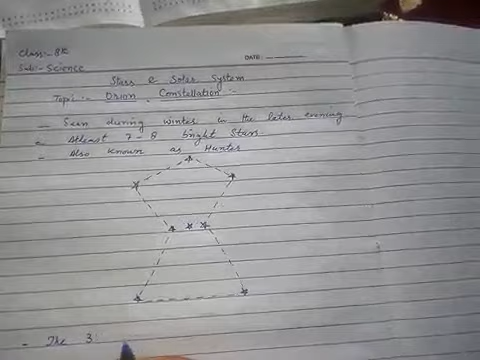 Class:- 8K
Sub:- Science
DATE:
Stars & Solar System
Topic:- Orion Constellation :-
- Seen during winter in the later evening
- Atleast 7-8 bright Stars
- Also known as Hunter
- The 3